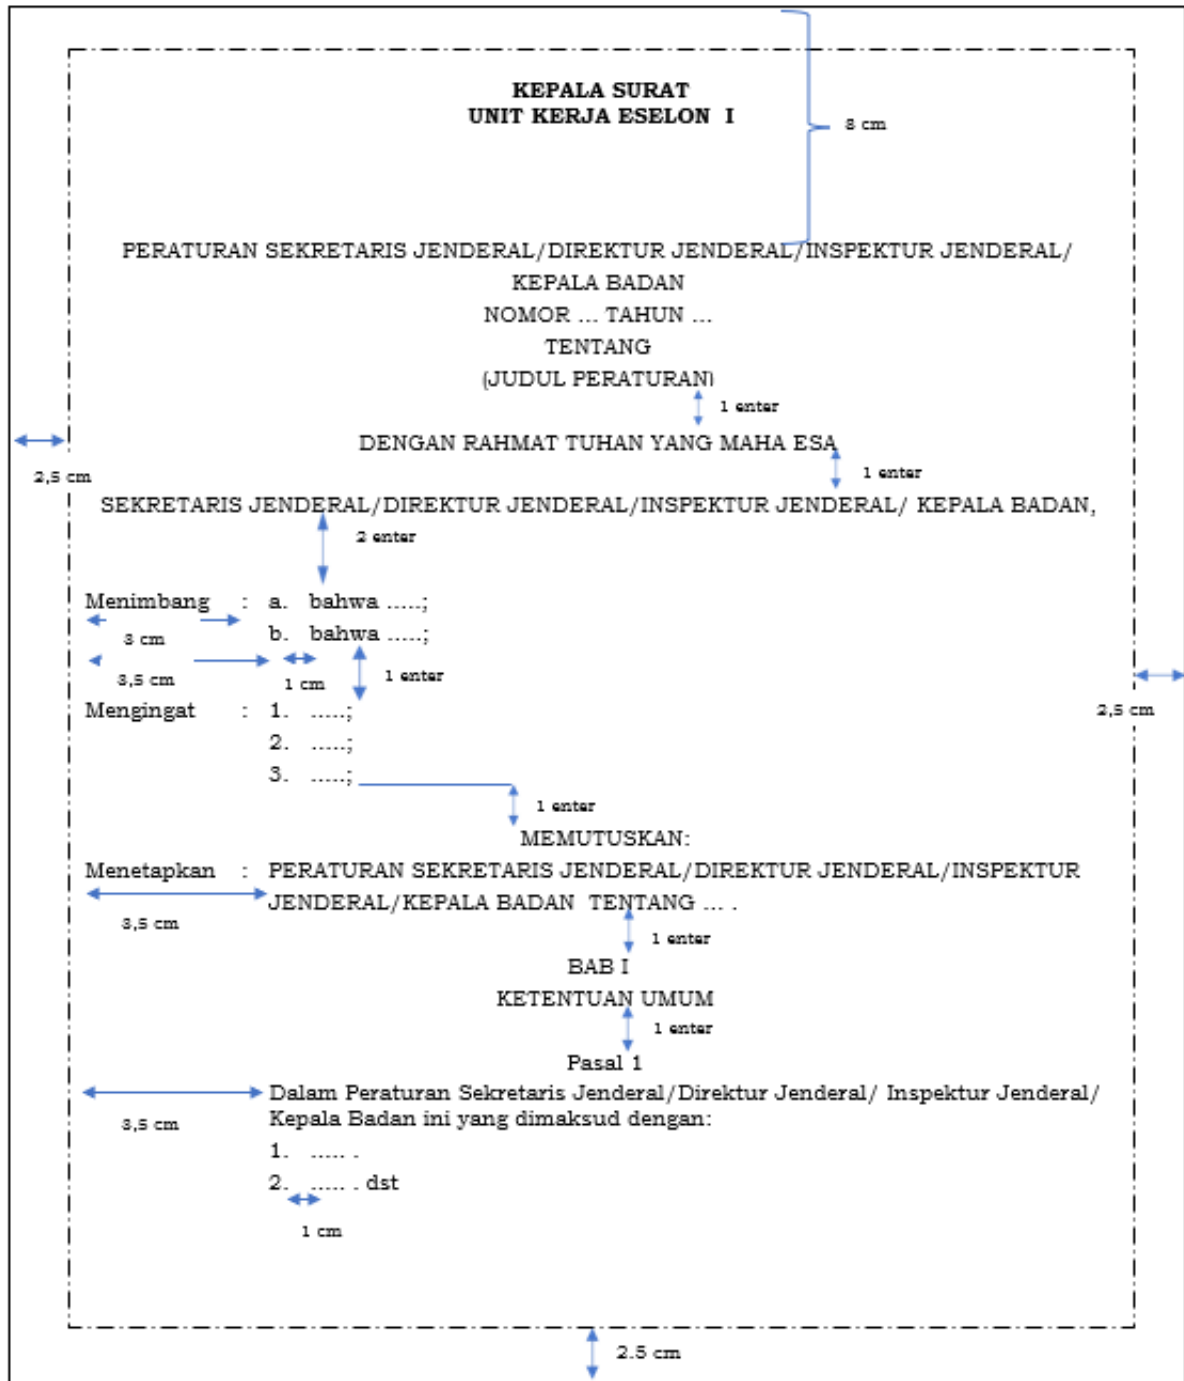 KEPALA SURAT
UNIT KERJA ESELON I
8 cm
PERATURAN SEKRETARIS JENDERAL/DIREKTUR JENDERAL/INSPEKTUR JENDERAL/
KEPALA BADAN
NOMOR ... TAHUN ...
TENTANG
(JUDUL PERATURAN)
1 enter
DENGAN RAHMAT TUHAN YANG MAHA ESA
2,5 cm
1 enter
SEKRETARIS JENDERAL/DIREKTUR JENDERAL/INSPEKTUR JENDERAL/ KEPALA BADAN,
2 enter
Menimbang : a. bahwa .....;
3 cm
b. bahwa .....;
3,5 cm
1 cm
1 enter
Mengingat : 1. .....;
2,5 cm
2. .....;
3. .....;
1 enter
MEMUTUSKAN:
Menetapkan : PERATURAN SEKRETARIS JENDERAL/DIREKTUR JENDERAL/INSPEKTUR
JENDERAL/KEPALA BADAN TENTANG ... .
3,5 cm
1 enter
BAB I
KETENTUAN UMUM
1 enter
Pasal 1
Dalam Peraturan Sekretaris Jenderal/Direktur Jenderal/ Inspektur Jenderal/
Kepala Badan ini yang dimaksud dengan:
3,5 cm
1. ..... .
2. ..... . dst
1 cm
2.5 cm